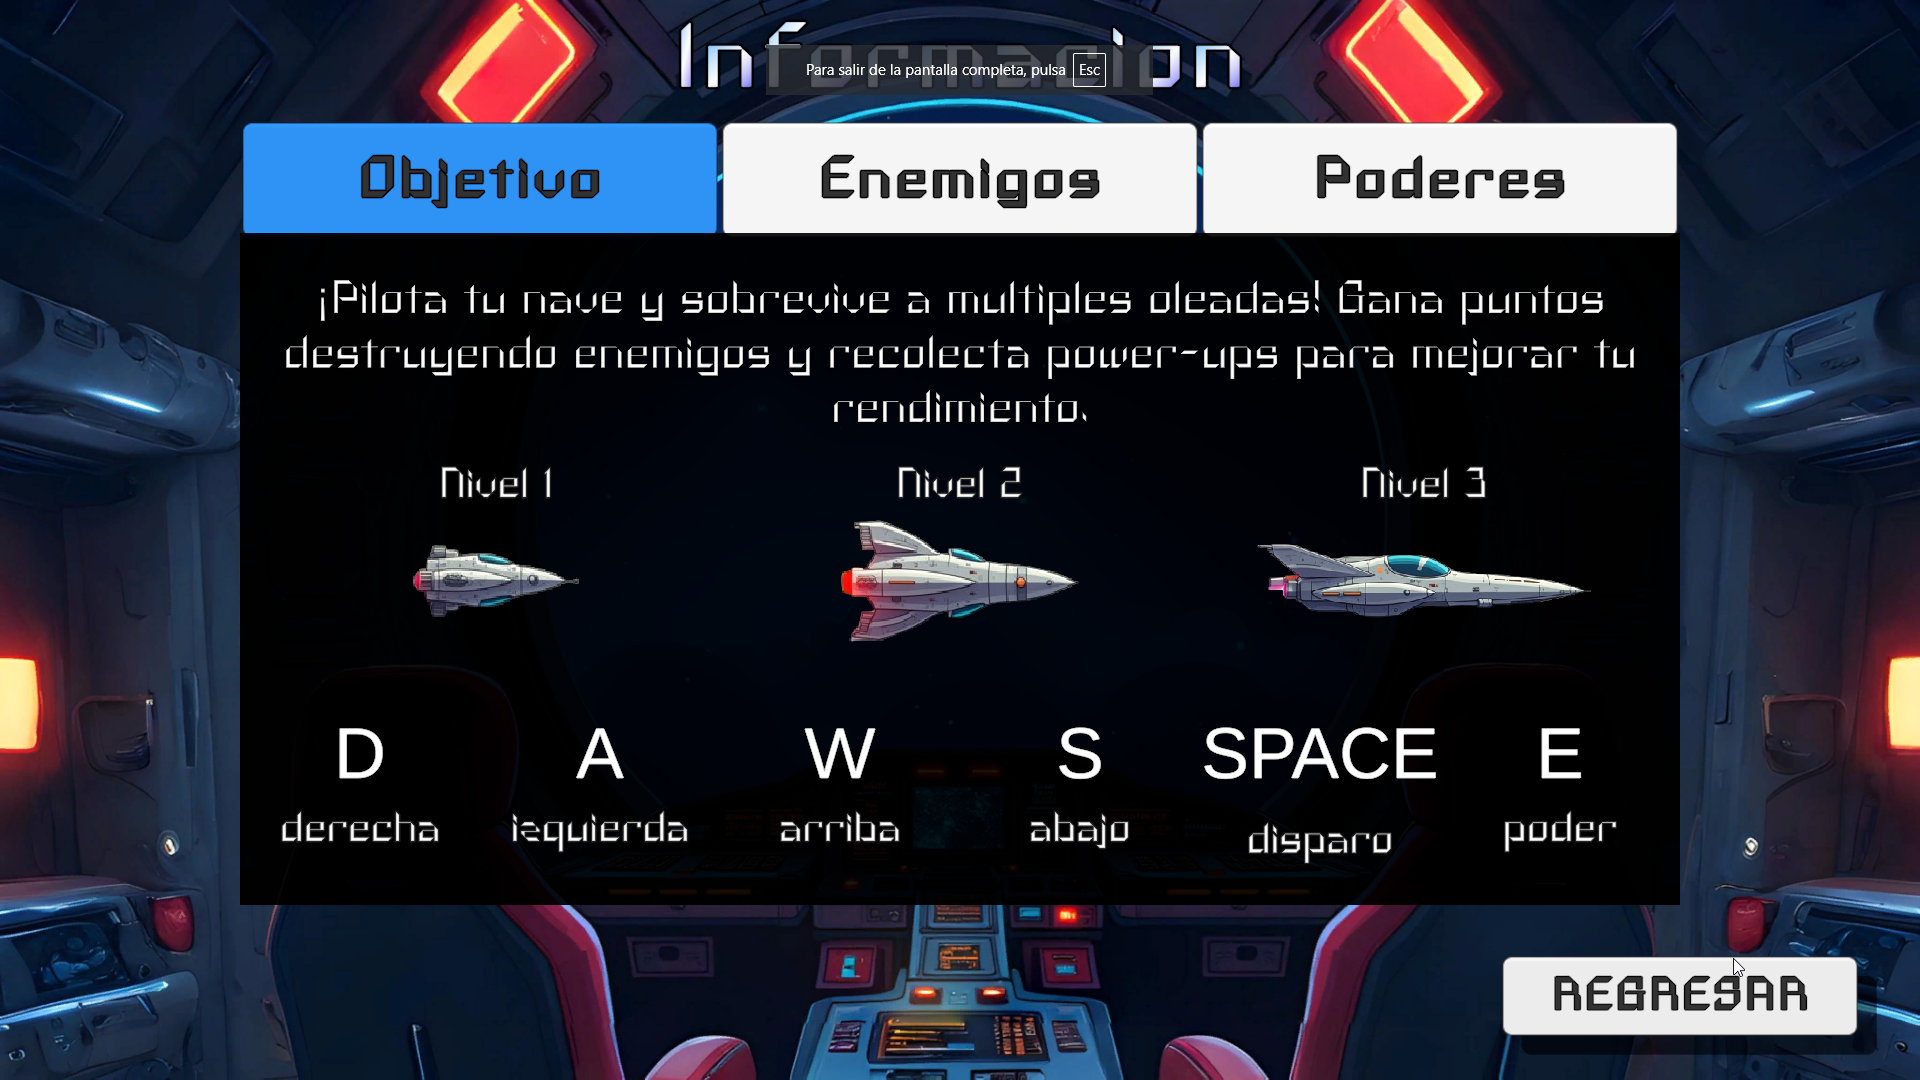 Informacion
Para salir de la pantalla completa, pulsa Esc
Objetivo Enemigos Poderes
¡Pilota tu nave y sobrevive a multiples oleadas! Gana puntos
destruyendo enemigos y recolecta power-ups para mejorar tu
rendimiento.
Nivel 1 Nivel 2 Nivel 3
D A W S SPACE E
derecha izquierda arriba abajo disparo poder
REGRESAR